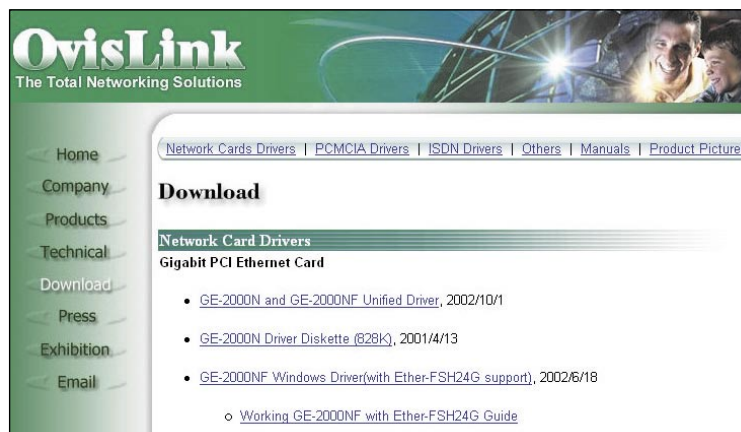 OvisLink
The Total Networking Solutions
Home
Company
Products
Technical
Download
Press
Exhibition
Email
Network Cards Drivers | PCMCIA Drivers | ISDN Drivers | Others | Manuals | Product Picture
Download
Network Card Drivers
Gigabit PCI Ethernet Card
• GE-2000N and GE-2000NF Unified Driver, 2002/10/1
• GE-2000N Driver Diskette (828K), 2001/4/13
• GE-2000NF Windows Driver(with Ether-FSH24G support), 2002/6/18
o Working GE-2000NF with Ether-FSH24G Guide